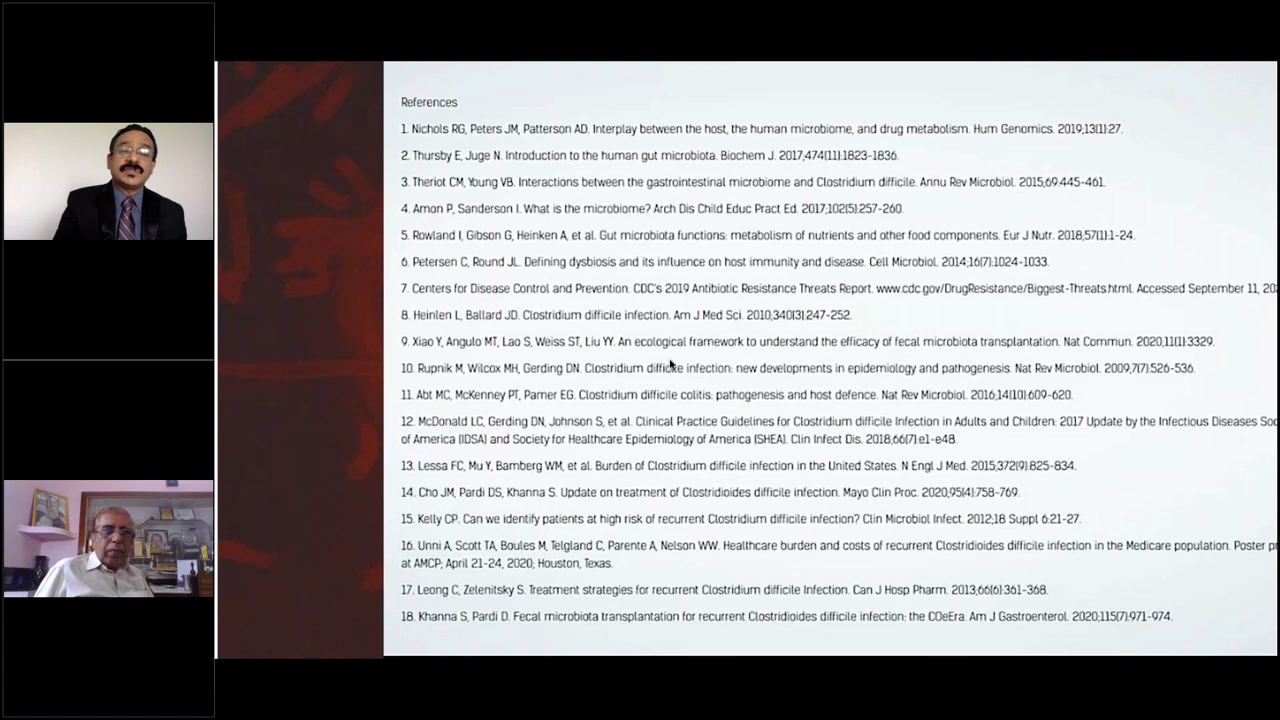 References
1. Nichols RG, Peters JM, Patterson AD. Interplay between the host, the human microbiome, and drug metabolism. Hum Genomics. 2019;13(1):27.
2. Thursby E, Juge N. Introduction to the human gut microbiota. Biochem J. 2017;474(11):1823-1836.
3. Theriot CM, Young VB. Interactions between the gastrointestinal microbiome and Clostridium difficile. Annu Rev Microbiol. 2015;69:445-461.
4. Amon P, Sanderson I. What is the microbiome? Arch Dis Child Educ Pract Ed. 2017;102(5):257-260.
5. Rowland I, Gibson G, Heinken A, et al. Gut microbiota functions: metabolism of nutrients and other food components. Eur J Nutr. 2018;57(1):1-24.
6. Petersen C, Round JL. Defining dysbiosis and its influence on host immunity and disease. Cell Microbiol. 2014;16(7):1024-1033.
7. Centers for Disease Control and Prevention. CDC's 2019 Antibiotic Resistance Threats Report. www.cdc.gov/DrugResistance/Biggest-Threats.html. Accessed September 11,
8. Heinlen L, Ballard JD. Clostridium difficile infection. Am J Med Sci. 2010;340(3):247-252.
9. Xiao Y, Angulo MT, Lao S, Weiss ST, Liu YY. An ecological framework to understand the efficacy of fecal microbiota transplantation. Nat Commun. 2020;11(1):3329.
10. Rupnik M, Wilcox MH, Gerding DN. Clostridium difficile infection: new developments in epidemiology and pathogenesis. Nat Rev Microbiol. 2009;7(7):526-536.
11. Abt MC, McKenney PT, Pamer EG. Clostridium difficile colitis: pathogenesis and host defence. Nat Rev Microbiol. 2016;14(10):609-620.
12. McDonald LC, Gerding DN, Johnson S, et al. Clinical Practice Guidelines for Clostridium difficile Infection in Adults and Children: 2017 Update by the Infectious Diseases
of America (IDSA) and Society for Healthcare Epidemiology of America (SHEA). Clin Infect Dis. 2018;66(7):e1-e48.
13. Lessa FC, Mu Y, Bamberg WM, et al. Burden of Clostridium difficile infection in the United States. N Engl J Med. 2015;372(9):825-834.
14. Cho JM, Pardi DS, Khanna S. Update on treatment of Clostridioides difficile infection. Mayo Clin Proc. 2020;95(4):758-769.
15. Kelly CP. Can we identify patients at high risk of recurrent Clostridium difficile infection? Clin Microbiol Infect. 2012;18 Suppl 6:21-27.
16. Unni A, Scott TA, Boules M, Telgland C, Parente A, Nelson WW. Healthcare burden and costs of recurrent Clostridioides difficile infection in the Medicare population. Poster
at AMCP; April 21-24, 2020; Houston, Texas.
17. Leong C, Zelenitsky S. Treatment strategies for recurrent Clostridium difficile Infection. Can J Hosp Pharm. 2013;66(6):361-368.
18. Khanna S, Pardi D. Fecal microbiota transplantation for recurrent Clostridioides difficile infection: the COeEra. Am J Gastroenterol. 2020;115(7):971-974.